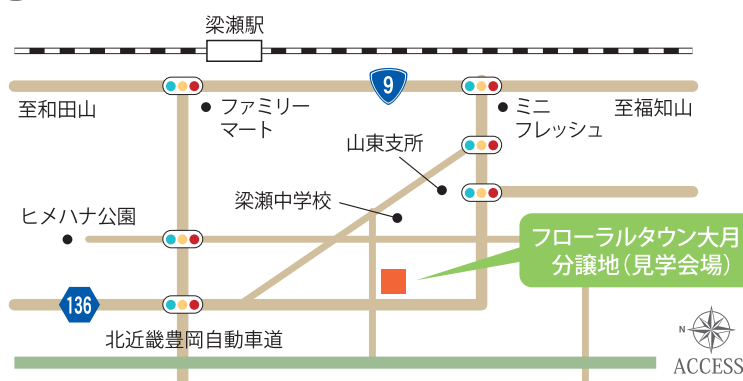 梁瀬駅
9
至和田山
ファミリー
マート
ミニ
フレッシュ
至福知山
山東支所
梁瀬中学校
ヒメハナ公園
フローラルタウン大月
分譲地(見学会場)
136
北近畿豊岡自動車道
N
ACCESS